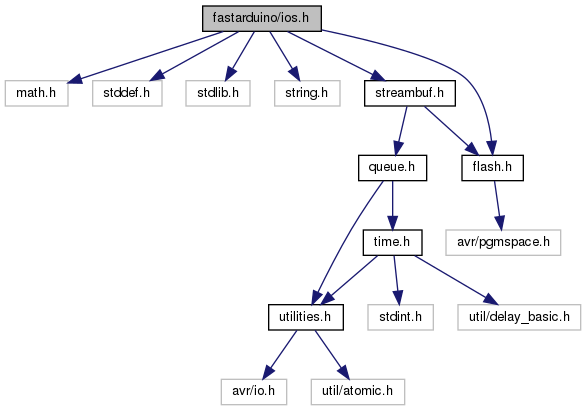 fastarduino/ios.h
math.h
stddef.h
stdlib.h
string.h
streambuf.h
queue.h
flash.h
time.h
avr/pgmspace.h
utilities.h
stdint.h
util/delay_basic.h
avr/io.h
util/atomic.h